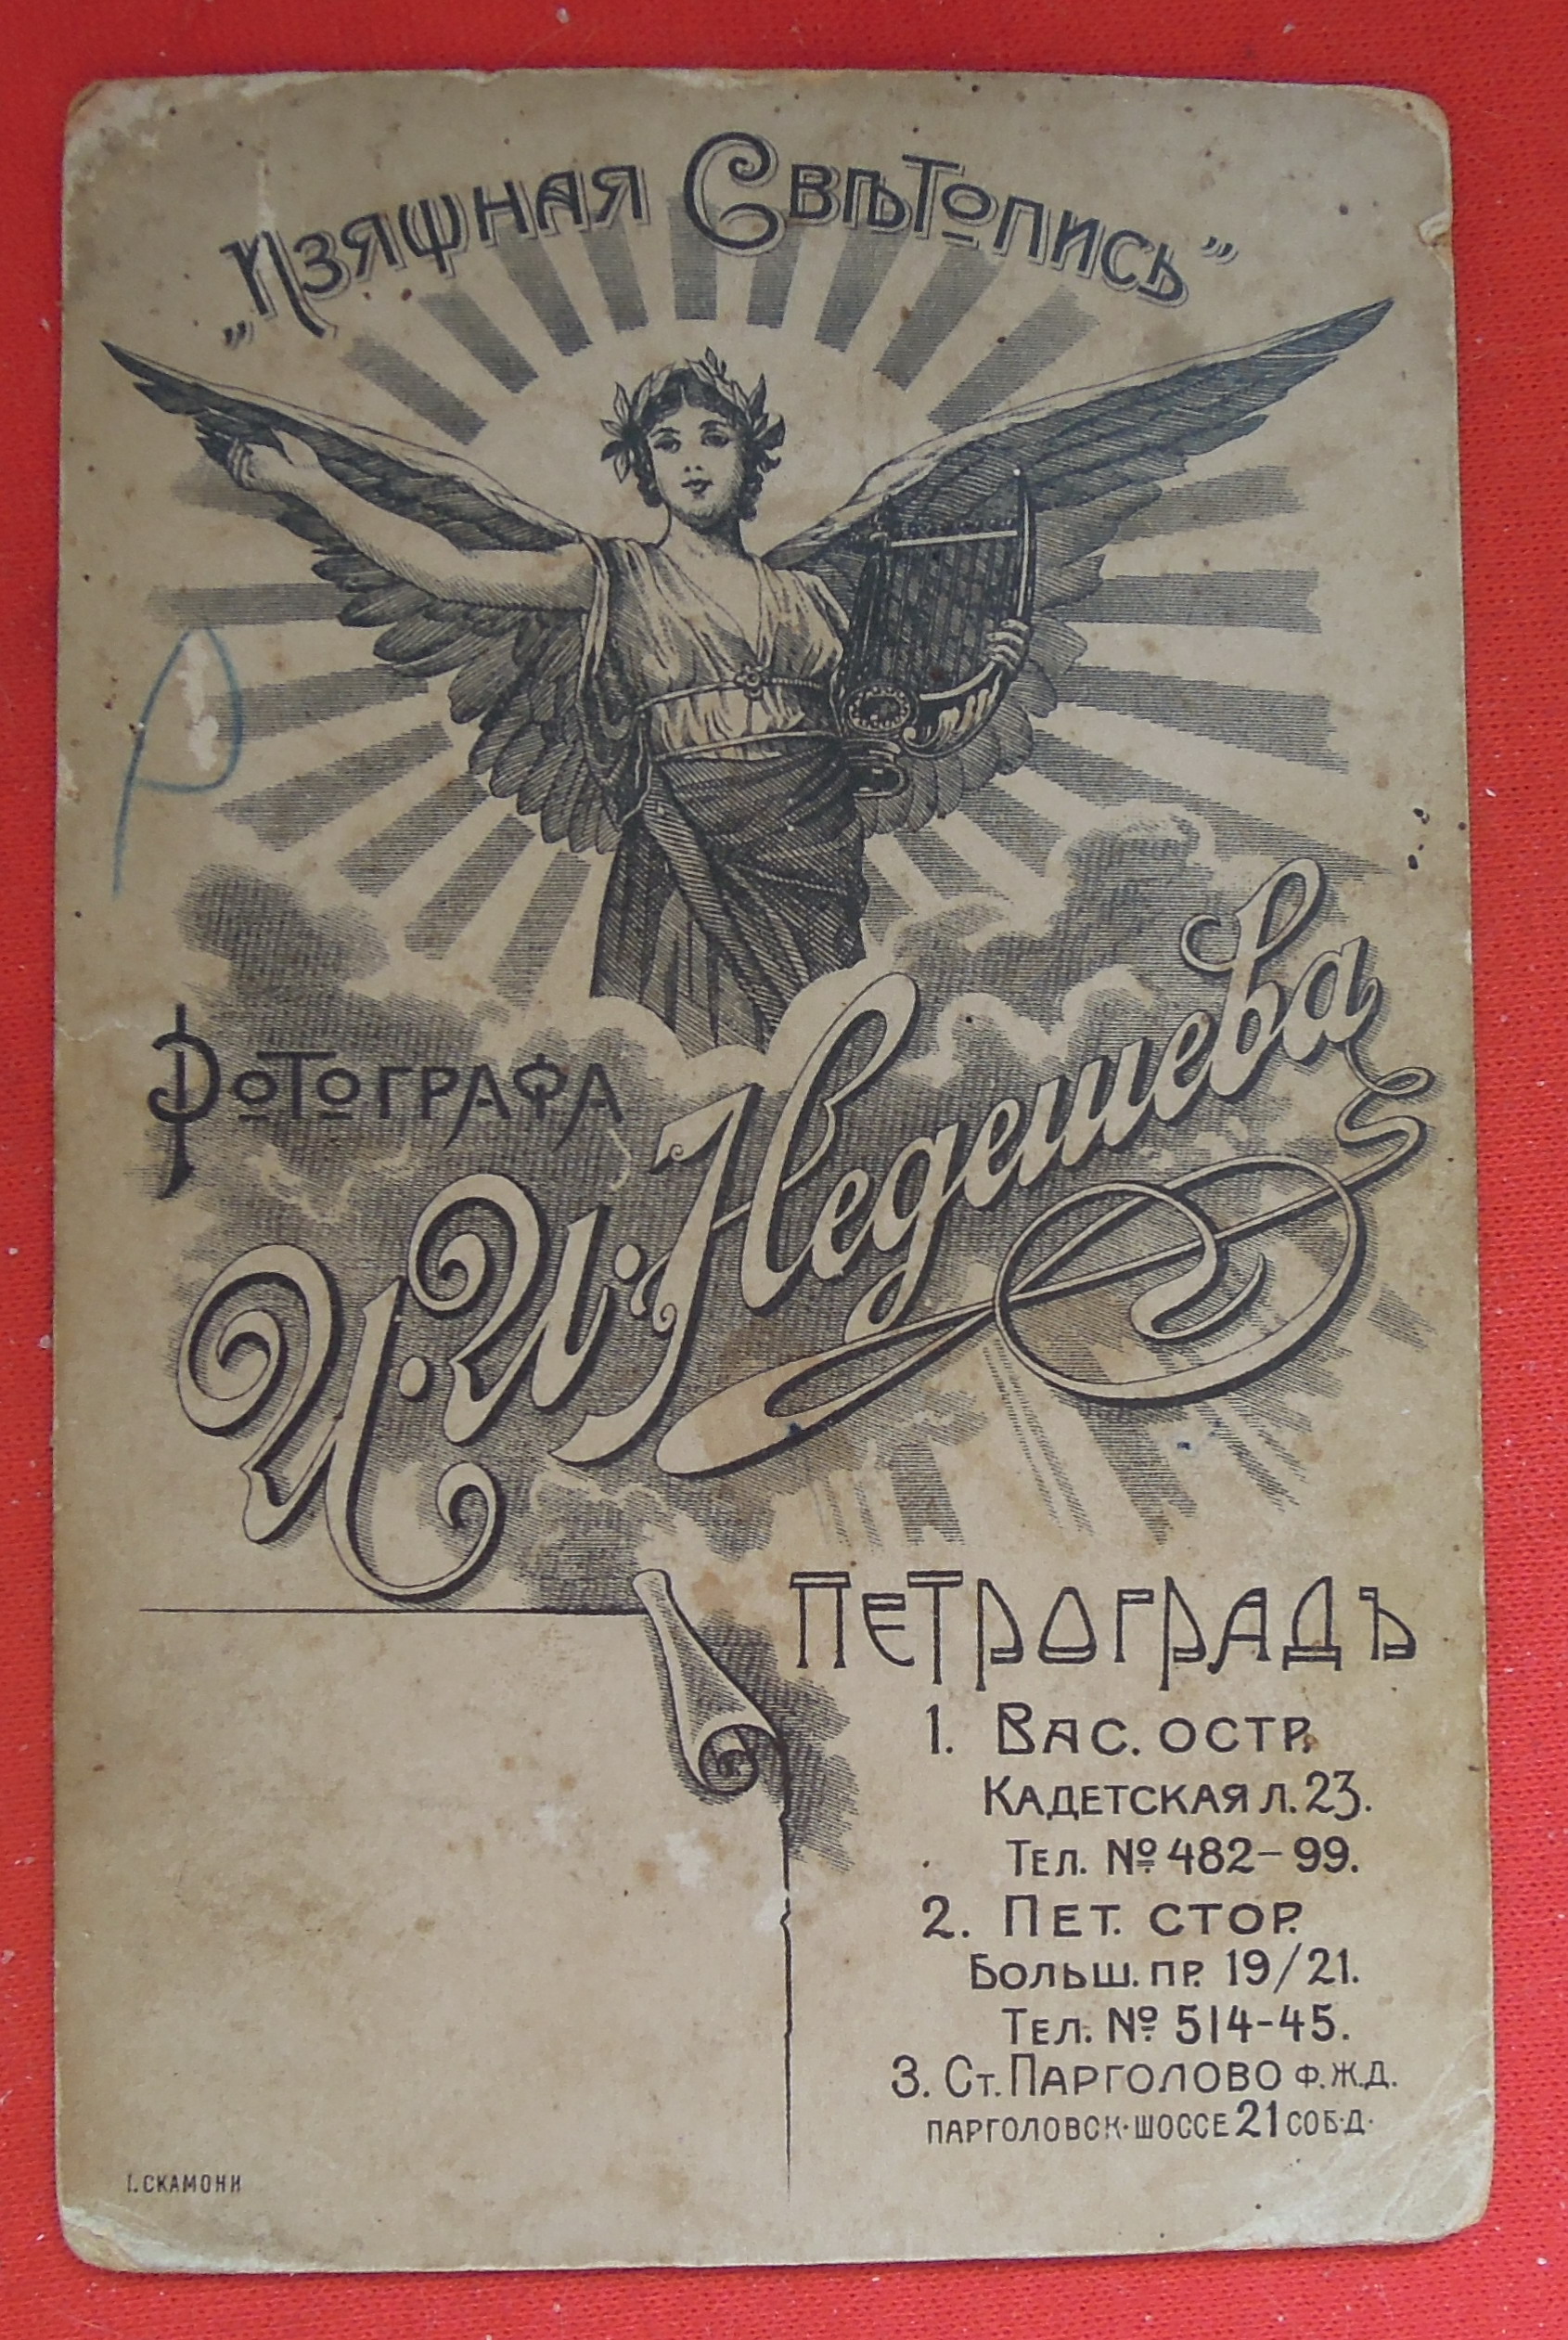 „Изящная Свѣтопись”
Фотографа
И. И. Недешева
Петроградъ
1. Вас. остр.
Кадетская л. 23.
Тел. № 482-99.
2. Пет. стор.
Больш. пр. 19/21.
Тел. № 514-45.
3. Ст. Парголово Ф.Ж.Д.
Парголовск. шоссе 21 соб. д.
І. Скамони
Р